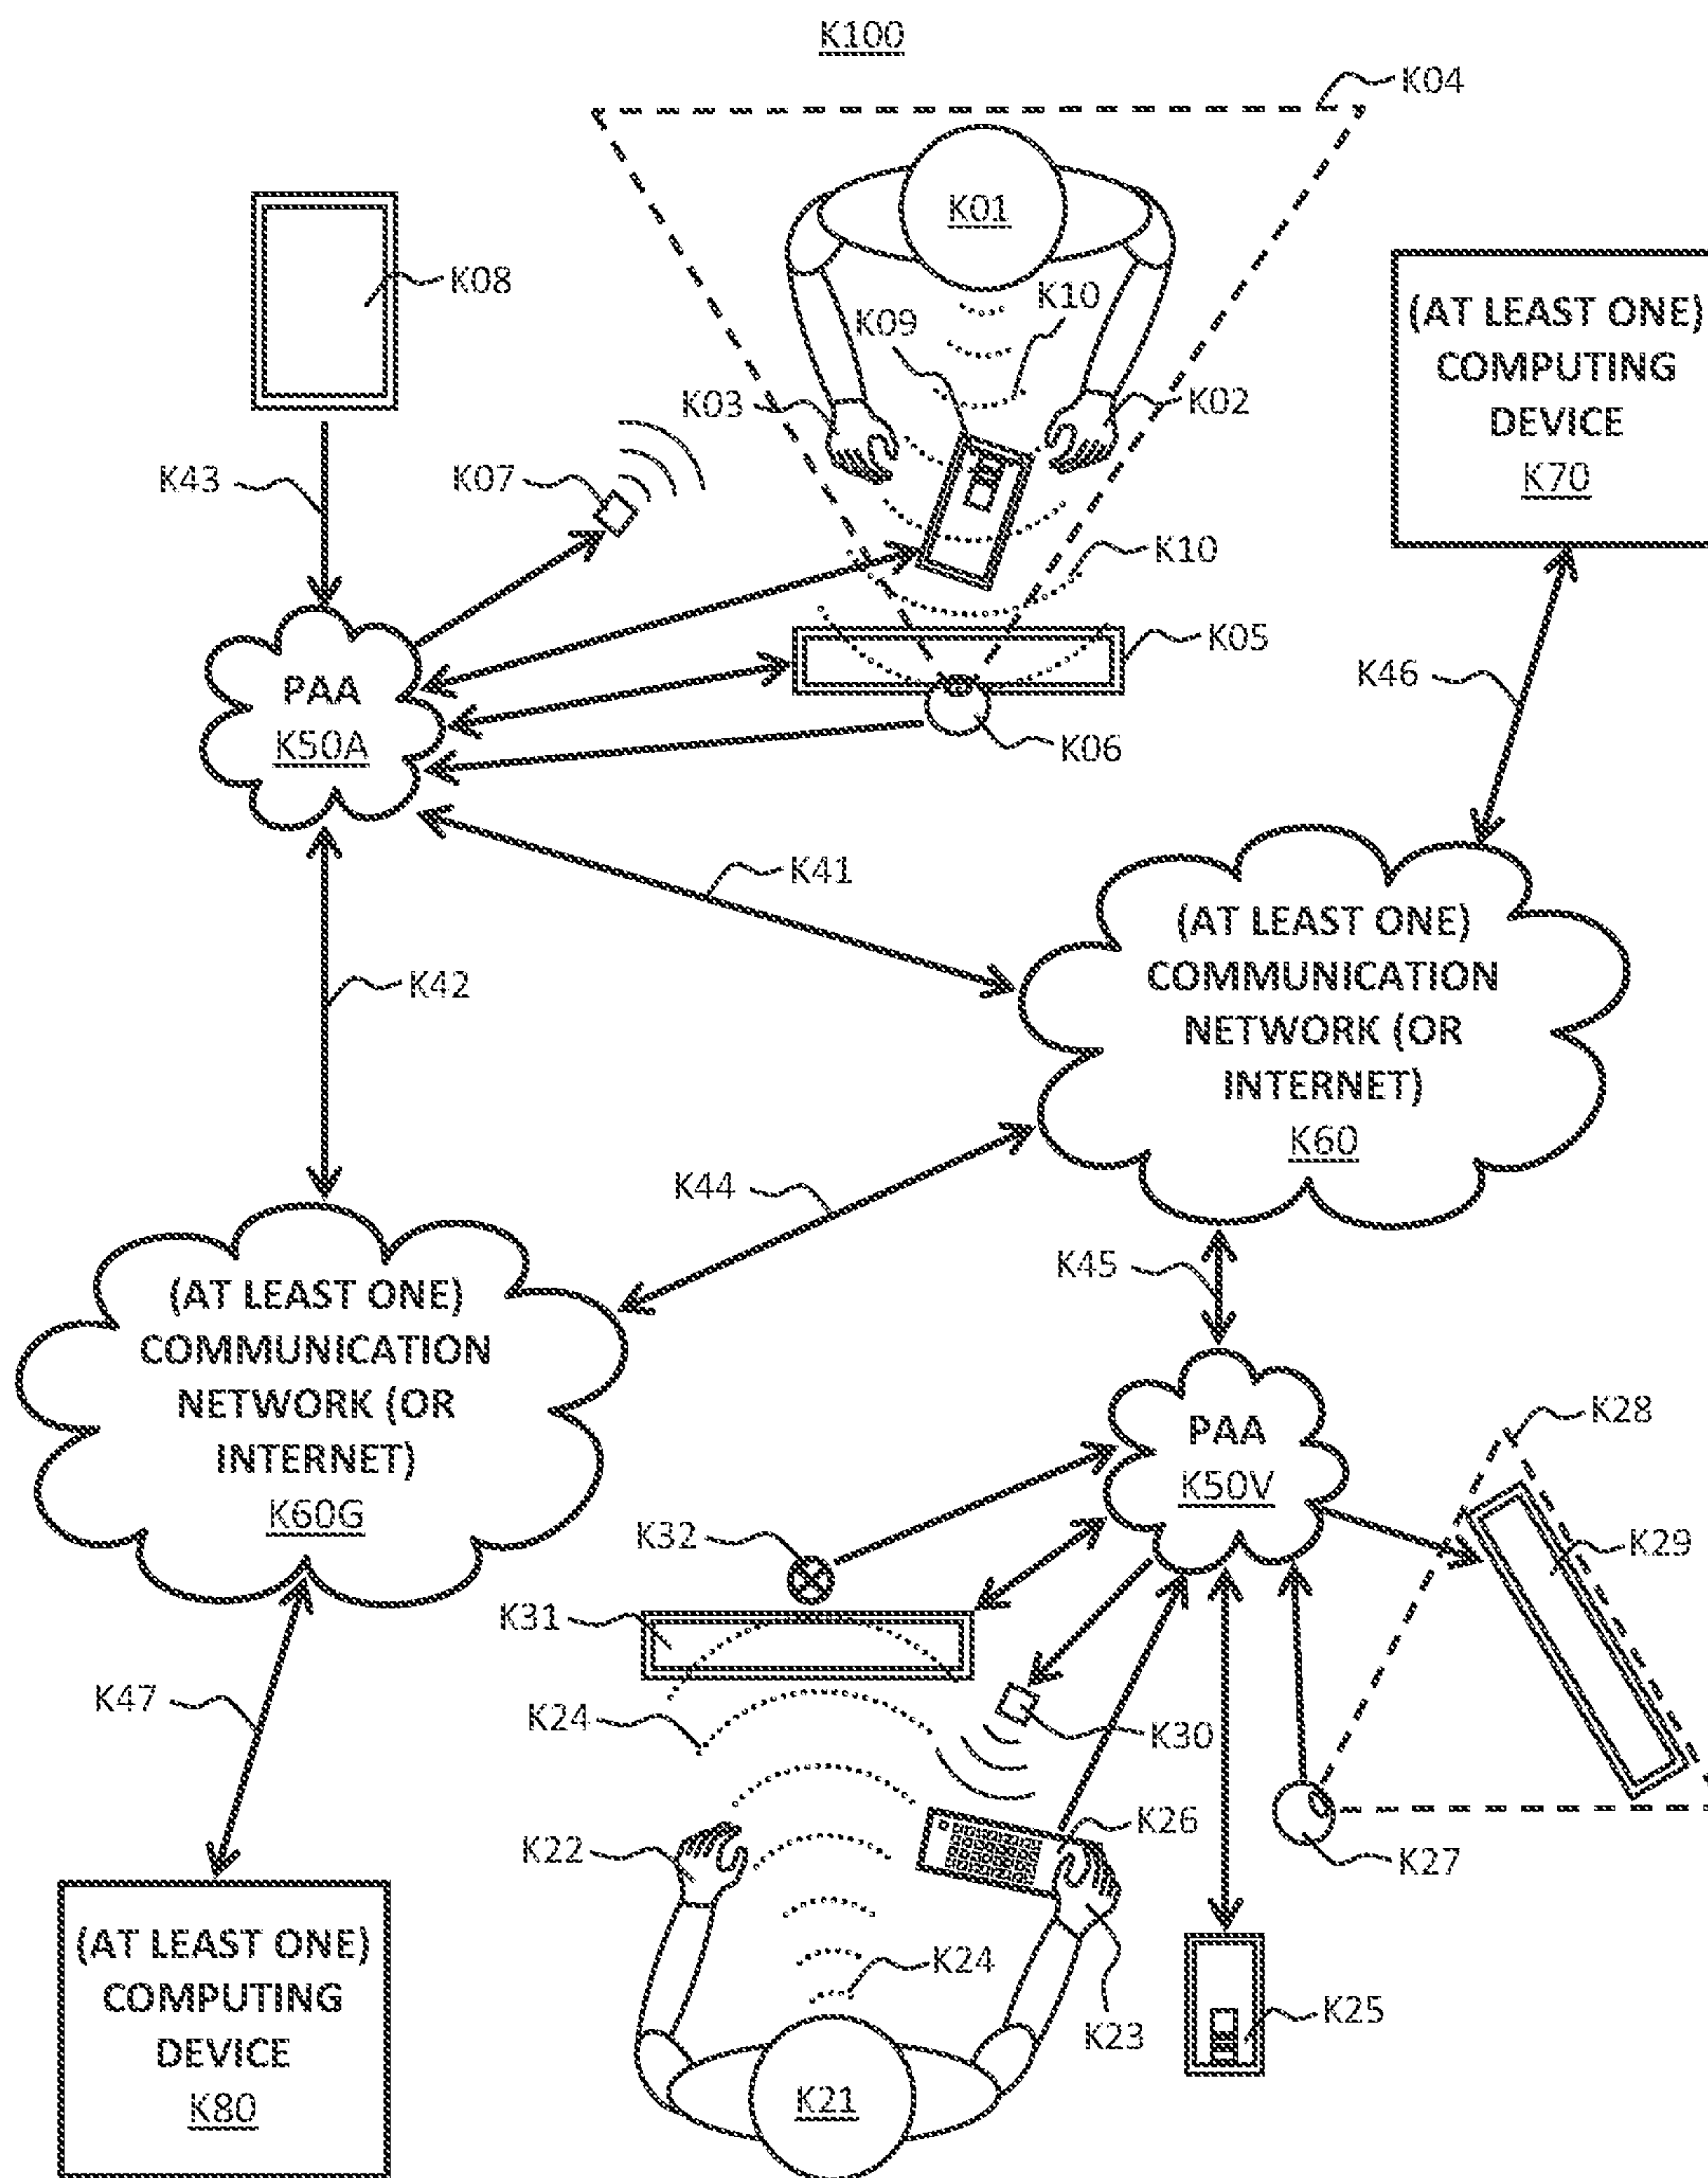 K100
K04
K01
K08
K09
K10
(AT LEAST ONE)
COMPUTING
DEVICE
K70
K03
K02
K43
K07
K10
K05
PAA
K50A
K06
K46
K41
(AT LEAST ONE)
COMMUNICATION
NETWORK (OR
INTERNET)
K60
K42
K44
K45
(AT LEAST ONE)
COMMUNICATION
NETWORK (OR
INTERNET)
K60G
PAA
K50V
K28
K32
K29
K31
K47
K24
K30
K26
K22
K27
(AT LEAST ONE)
COMPUTING
DEVICE
K80
K24
K23
K25
K21